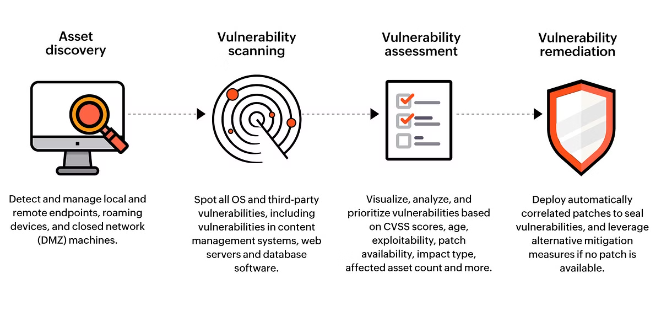 Asset
discovery
Vulnerability
scanning
Vulnerability
assessment
Vulnerability
remediation
Detect and manage local and
remote endpoints, roaming
devices, and closed network
(DMZ) machines.
Spot all OS and third-party
vulnerabilities, including
vulnerabilities in content
management systems, web
servers and database
software.
Visualize, analyze, and
prioritize vulnerabilities based
on CVSS scores, age,
exploitability, patch
availability, impact type,
affected asset count and more.
Deploy automatically
correlated patches to seal
vulnerabilities, and leverage
alternative mitigation
measures if no patch is
available.